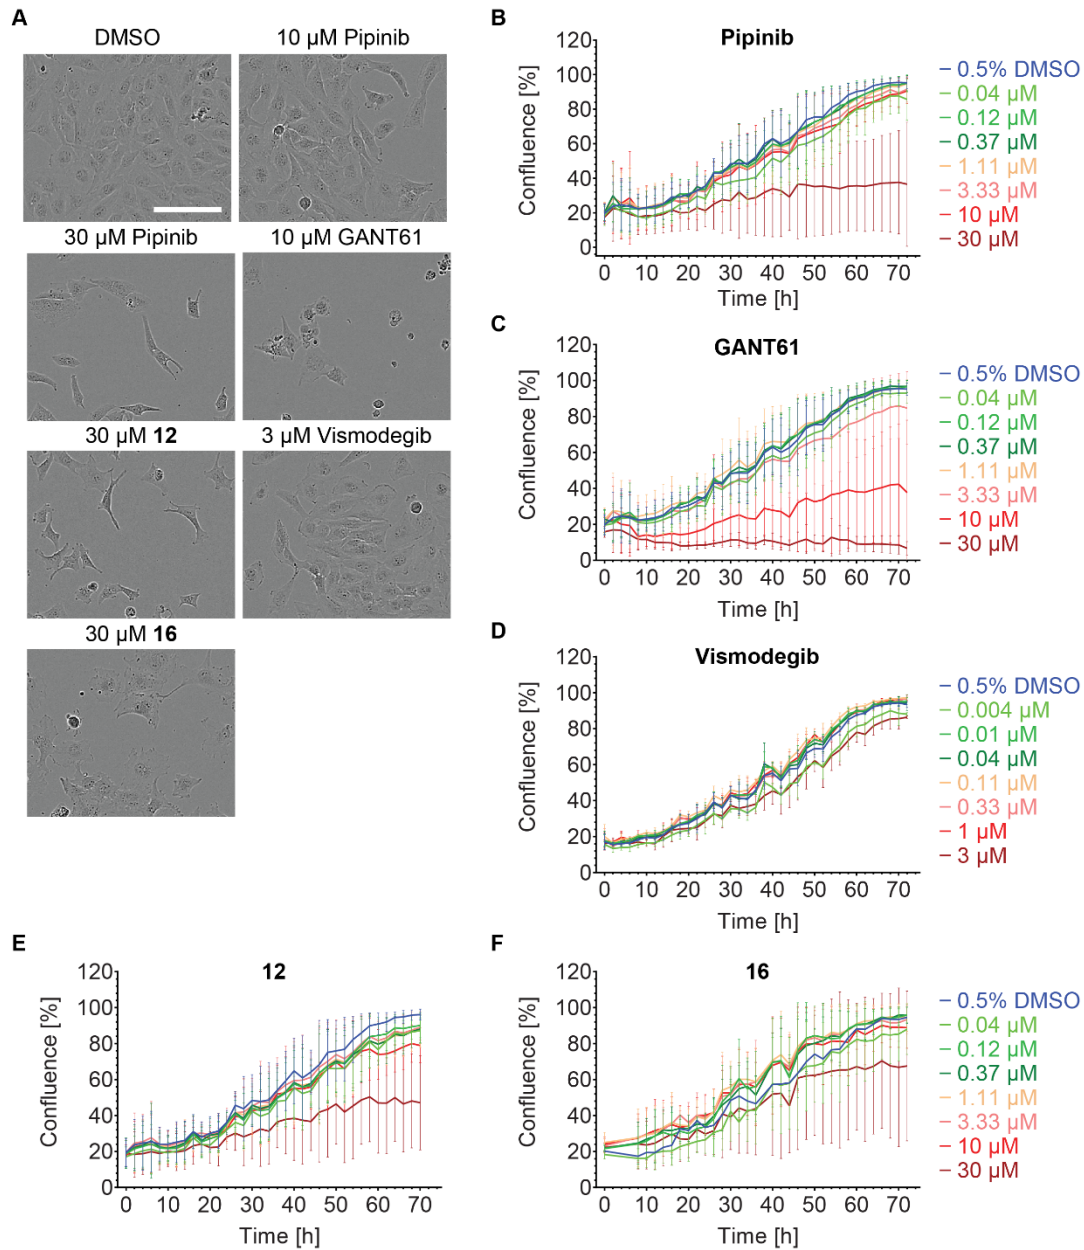 A
DMSO
10 µM Pipinib
30 µM Pipinib
10 µM GANT61
30 µM 12
3 µM Vismodegib
30 µM 16
B
Pipinib
Confluence [%]
120
100
80
60
40
20
0
0 10 20 30 40 50 60 70
Time [h]
0.5% DMSO
0.04 µM
0.12 µM
0.37 µM
1.11 µM
3.33 µM
10 µM
30 µM
C
GANT61
Confluence [%]
120
100
80
60
40
20
0
0 10 20 30 40 50 60 70
Time [h]
0.5% DMSO
0.04 µM
0.12 µM
0.37 µM
1.11 µM
3.33 µM
10 µM
30 µM
D
Vismodegib
Confluence [%]
120
100
80
60
40
20
0
0 10 20 30 40 50 60 70
Time [h]
0.5% DMSO
0.004 µM
0.01 µM
0.04 µM
0.11 µM
0.33 µM
1 µM
3 µM
E
12
Confluence [%]
120
100
80
60
40
20
0
0 10 20 30 40 50 60 70
Time [h]
F
16
Confluence [%]
120
100
80
60
40
20
0
0 10 20 30 40 50 60 70
Time [h]
0.5% DMSO
0.04 µM
0.12 µM
0.37 µM
1.11 µM
3.33 µM
10 µM
30 µM